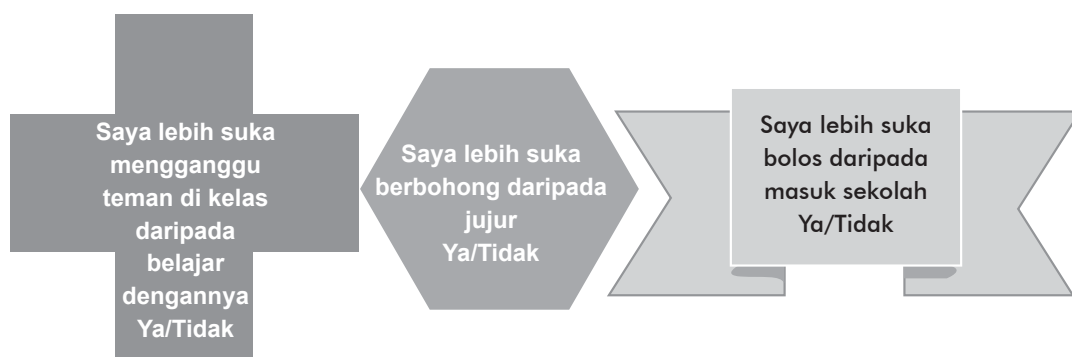 Saya lebih suka
mengganggu
teman di kelas
daripada
belajar
dengannya
Ya/Tidak
Saya lebih suka
berbohong daripada
jujur
Ya/Tidak
Saya lebih suka
bolos daripada
masuk sekolah
Ya/Tidak